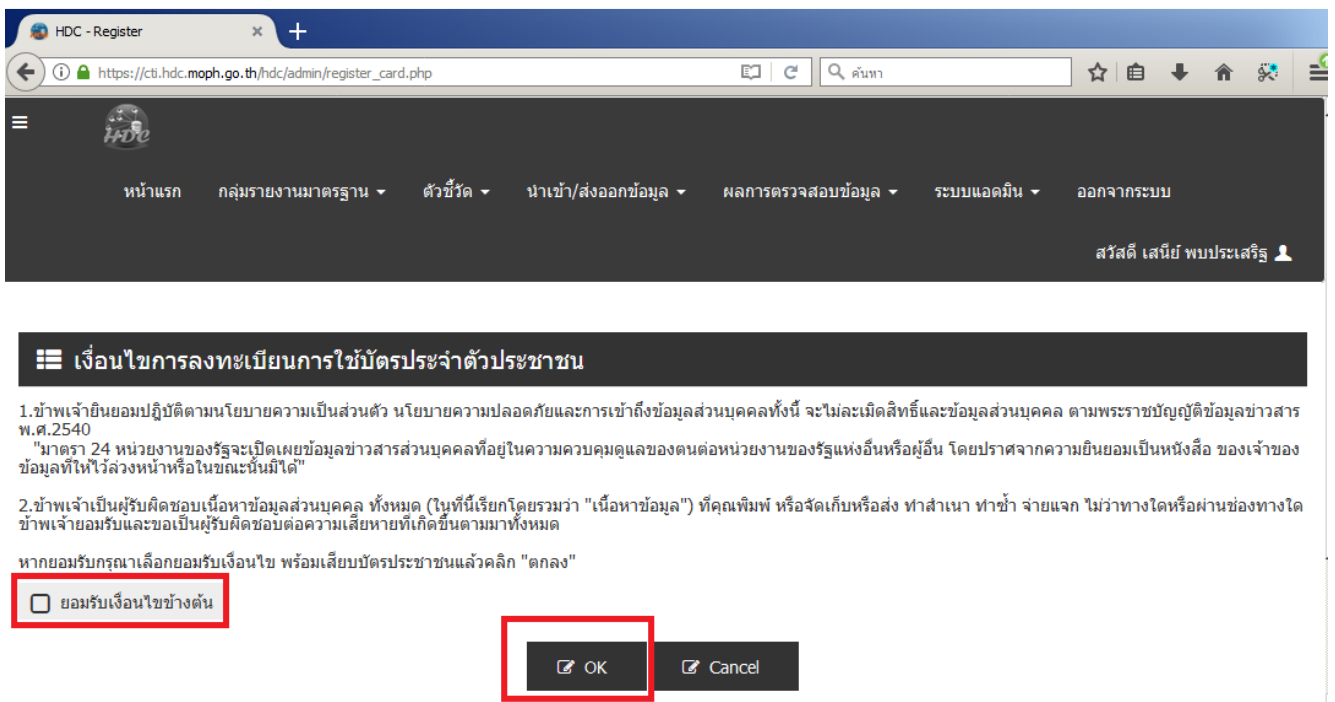 HDC - Register
https://cti.hdc.moph.go.th/hdc/admin/register_card.php
ค้นหา
HDC
หน้าแรก กลุ่มรายงานมาตรฐาน ตัวชี้วัด นำเข้า/ส่งออกข้อมูล ผลการตรวจสอบข้อมูล ระบบแอดมิน ออกจากระบบ
สวัสดี เสนีย์ พบประเสริฐ
เงื่อนไขการลงทะเบียนการใช้บัตรประจำตัวประชาชน
1.ข้าพเจ้ายินยอมปฎิบัติตามนโยบายความเป็นส่วนตัว นโยบายความปลอดภัยและการเข้าถึงข้อมูลส่วนบุคคลทั้งนี้ จะไม่ละเมิดสิทธิ์และข้อมูลส่วนบุคคล ตามพระราชบัญญัติข้อมูลข่าวสาร
พ.ศ.2540
"มาตรา 24 หน่วยงานของรัฐจะเปิดเผยข้อมูลข่าวสารส่วนบุคคลที่อยู่ในความควบคุมดูแลของตนต่อหน่วยงานของรัฐแห่งอื่นหรือผู้อื่น โดยปราศจากความยินยอมเป็นหนังสือ ของเจ้าของ
ข้อมูลที่ให้ไว้ล่วงหน้าหรือในขณะนั้นมิได้"
2.ข้าพเจ้าเป็นผู้รับผิดชอบเนื้อหาข้อมูลส่วนบุคคล ทั้งหมด (ในที่นี้เรียกโดยรวมว่า "เนื้อหาข้อมูล") ที่คุณพิมพ์ หรือจัดเก็บหรือส่ง ทำสำเนา ทำซ้ำ จ่ายแจก ไม่ว่าทางใดหรือผ่านช่องทางใด
ข้าพเจ้ายอมรับและขอเป็นผู้รับผิดชอบต่อความเสียหายที่เกิดขึ้นตามมาทั้งหมด
หากยอมรับกรุณาเลือกยอมรับเงื่อนไข พร้อมเสียบบัตรประชาชนแล้วคลิก "ตกลง"
ยอมรับเงื่อนไขข้างต้น
OK Cancel